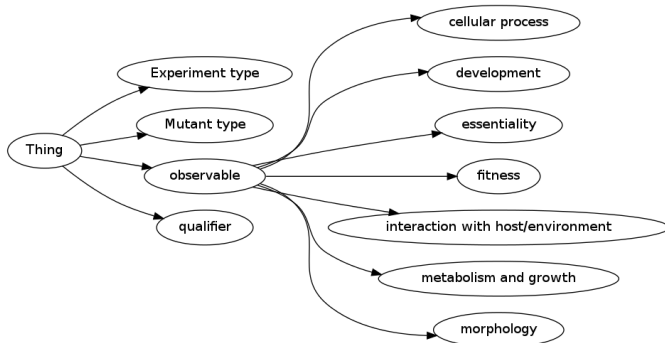 Thing
Experiment type
Mutant type
observable
qualifier
cellular process
development
essentiality
fitness
interaction with host/environment
metabolism and growth
morphology